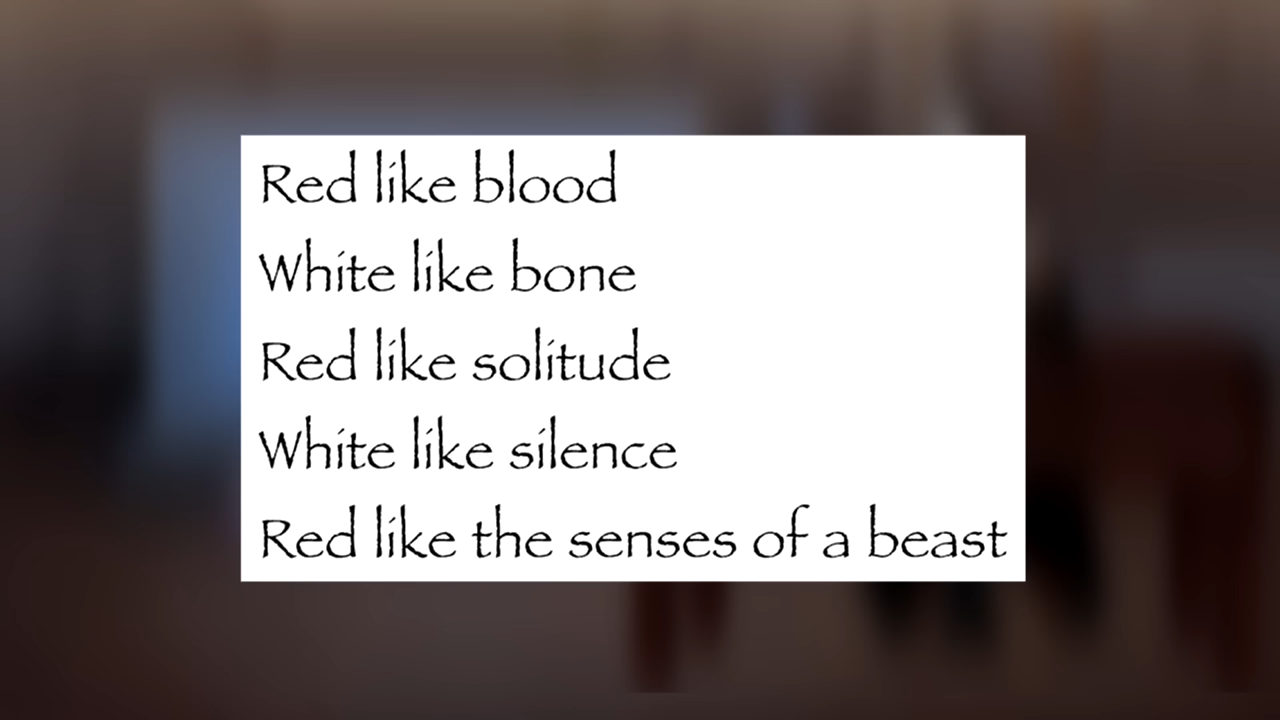 Red like blood
White like bone
Red like solitude
White like silence
Red like the senses of a beast